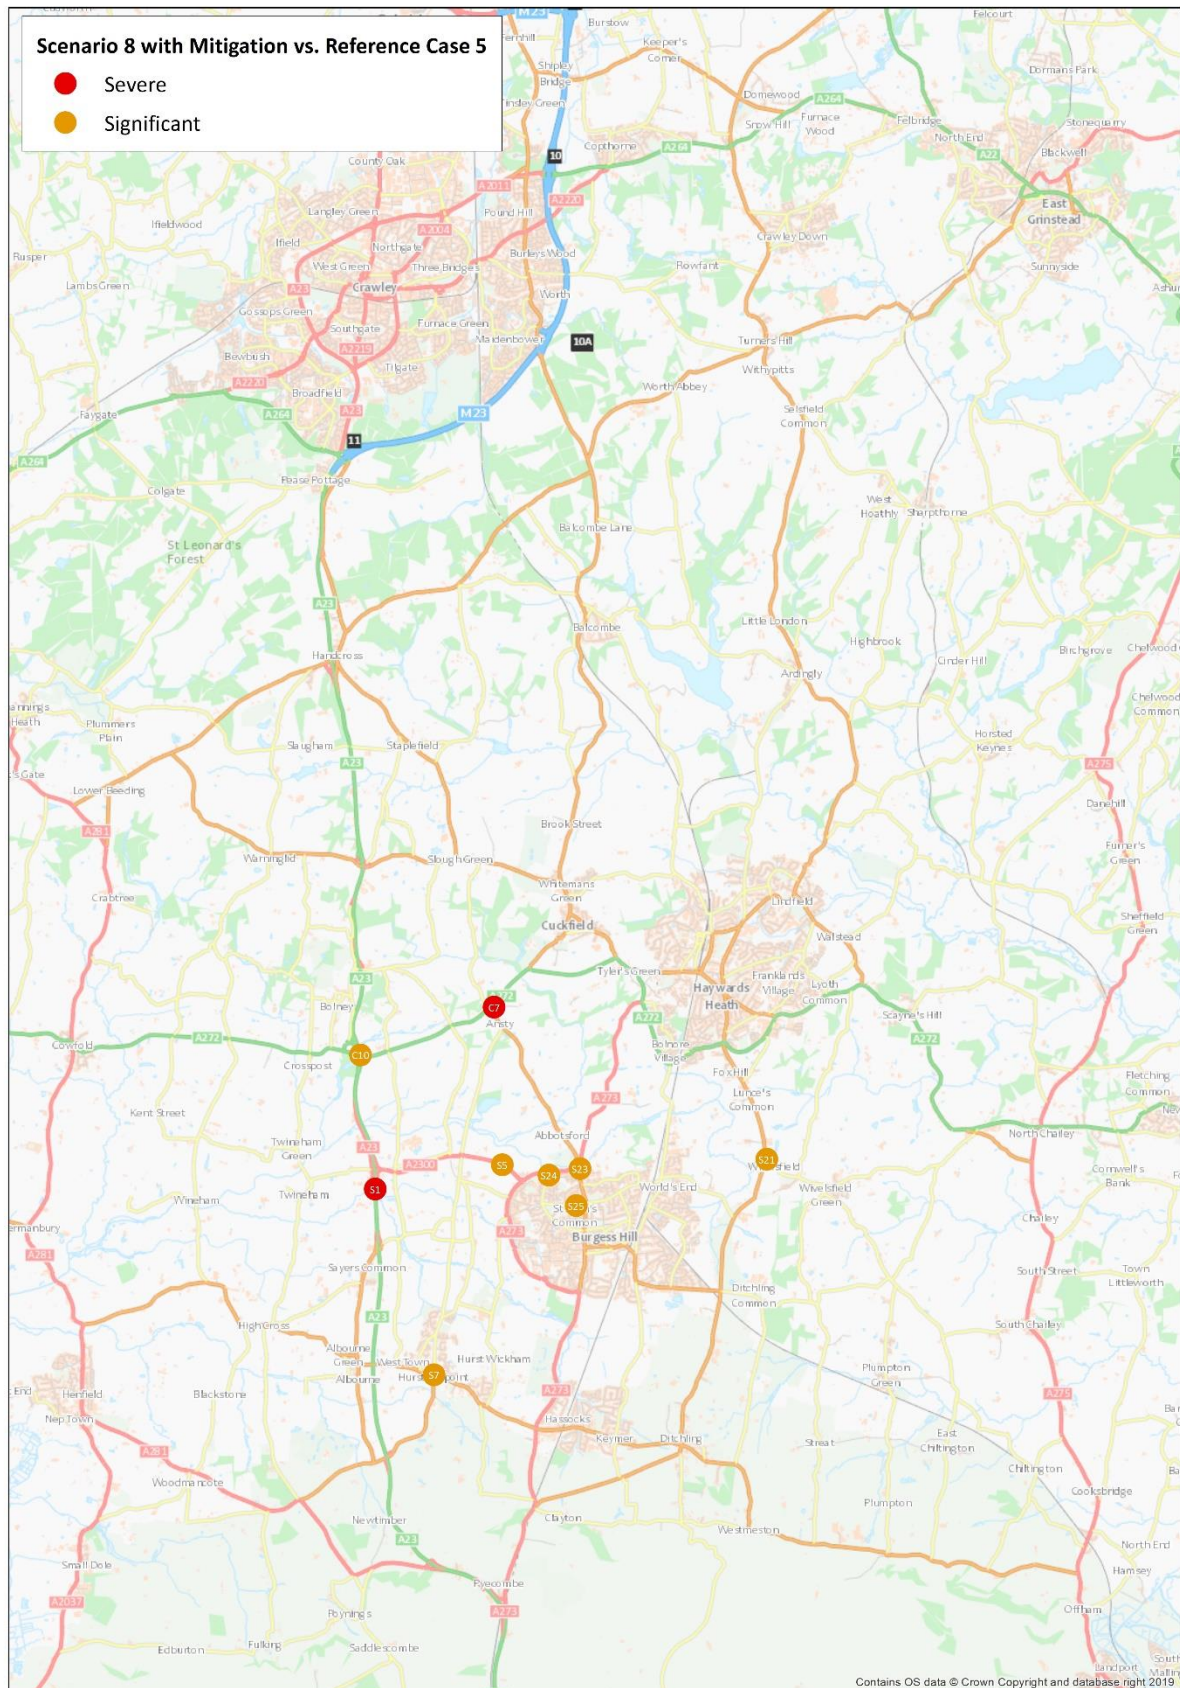 Scenario 8 with Mitigation vs. Reference Case 5
Severe
Significant
M23
Burstow
Felcourt
Fernhill
Keeper's
Corner
Shipley
Bridge
Dormans Park
Domewood
Tinsley Green
Snow Hill
Furnace
Wood
A264
Felbridge
North End
Stonequarry
Copthorne
A264
A22
Blackwell
10
County Oak
A2011
A2220
East
Grinstead
Langley Green
Pound Hill
Ifieldwood
A2004
Northgate
Ifield
Crawley Down
Rusper
West Green
Three Bridges
Burleys Wood
Rowfant
Sunnyside
Lambs Green
A23
Crawley
Worth
Gossops Green
Southgate
Furnace Green
Maidenbower
10A
Turners Hill
Bewbush
A2219
Tilgate
Withypitts
A2220
Broadfield
Worth Abbey
Faygate
A264
A23
M23
Selsfield
Common
11
A264
Pease Pottage
Colgate
West
Hoathly
Sharpthorne
Balcombe Lane
St Leonard's
Forest
A23
Balcombe
Little London
Highbrook
Birchgrove
Cinder Hill
Handcross
Ardingly
Plummers
Plain
Slaugham
Staplefield
Horsted
Keynes
A23
A275
Lower Beeding
Danehill
A281
Brook Street
Warninglid
Slough Green
Whitemans
Green
Crabtree
Lindfield
Cuckfield
Sheffield
Green
Walstead
A23
Tyler's Green
Franklands
Village
Lyoth
Common
Haywards
Heath
Bolney
C7
Ansty
A272
Scayne's Hill
A272
Cowfold
C10
Crosspost
Bolnore
Village
A272
Fox Hill
Fletching
Common
Lunce's
Common
Kent Street
A273
Abbotsford
North Chailey
Twineham
Green
A23
A2300
S5
S24
S23
S21
Cornwell's
Bank
Wineham
Twineham
S1
World's End
Wivelsfield
Green
S25
Common
A273
Burgess Hill
Chailey
A281
Sayers Common
South Street
Town
Littleworth
Ditchling
Common
A23
High Cross
South Chailey
Albourne
Green
West Town
Hurst Wickham
Plumpton
Green
Albourne
S7
Henfield
Blackstone
A273
A275
Nep Town
Hassocks
Keymer
Ditchling
Streat
East
Chiltington
A281
Chiltington
Woodmancote
Cooksbridge
Plumpton
Newtimber
Clayton
Westmeston
A23
North End
Hamsey
Small Dole
Pyecombe
A2037
A273
Poynings
Offham
Edburton
Fulking
Saddlescombe
Landport
Contains OS data © Crown Copyright and database right 2019